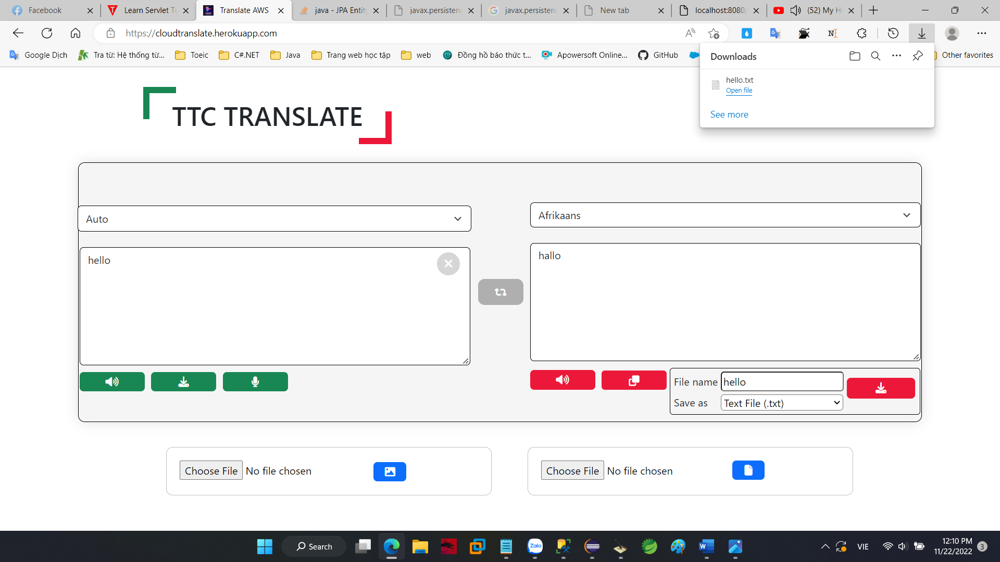 Facebook
Learn Servlet Tu
Translate AWS
java - JPA Entity
javax.persistenc
javax.persistenc
New tab
localhost:8080/
(52) My H
https://cloudtranslate.herokuapp.com
Google Dịch
Tra từ: Hệ thống từ...
Toeic
C#.NET
Java
Trang web học tập
web
Đồng hồ báo thức t...
Apowersoft Online...
GitHub
Other favorites
Downloads
hello.txt
Open file
See more
TTC TRANSLATE
Auto
Afrikaans
hello
hallo
File name hello
Save as Text File (.txt)
Choose File No file chosen
Choose File No file chosen
Search
Zalo
VIE
12:10 PM
11/22/2022
3